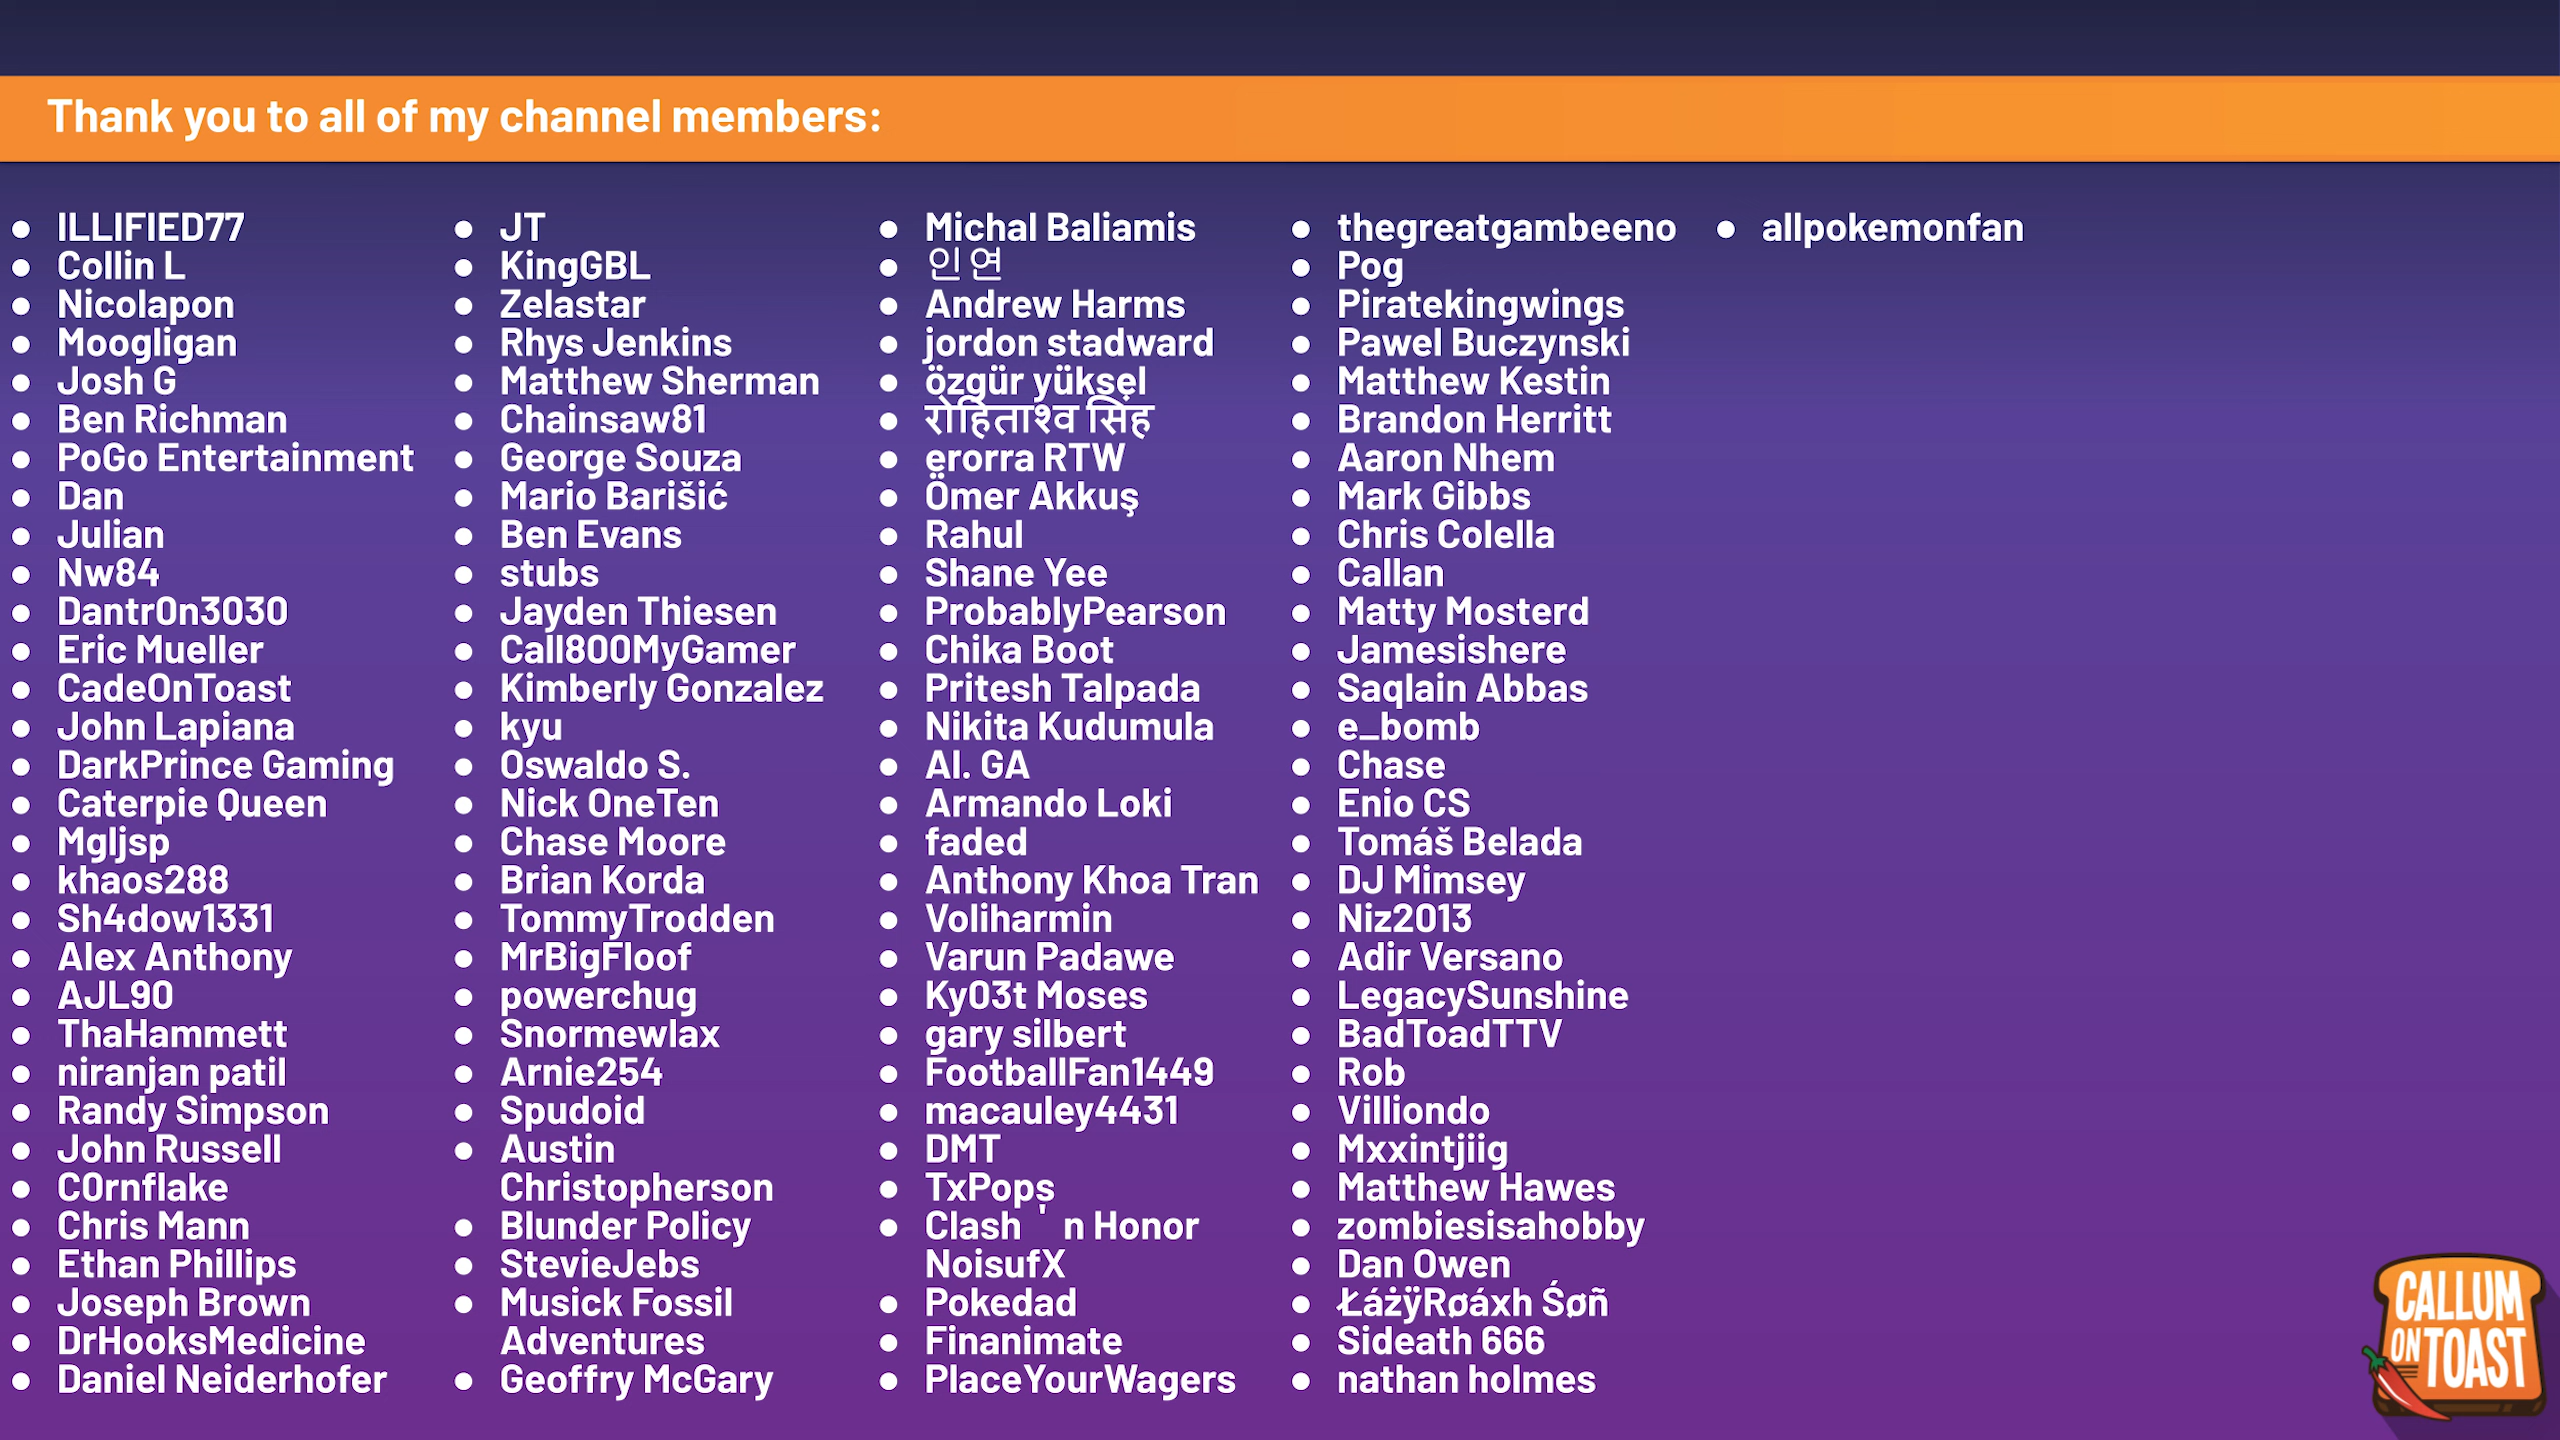 Thank you to all of my channel members:
ILLIFIED77
Collin L
Nicolapon
Moogligan
Josh G
Ben Richman
PoGo Entertainment
Dan
Julian
Nw84
Dantr0n3030
Eric Mueller
CadeOnToast
John Lapiana
DarkPrince Gaming
Caterpie Queen
Mgljsp
khaos288
Sh4dow1331
Alex Anthony
AJL90
ThaHammett
niranjan patil
Randy Simpson
John Russell
C0rnflake
Chris Mann
Ethan Phillips
Joseph Brown
DrHooksMedicine
Daniel Neiderhofer
JT
KingGBL
Zelastar
Rhys Jenkins
Matthew Sherman
Chainsaw81
George Souza
Mario Barišić
Ben Evans
stubs
Jayden Thiesen
Call800MyGamer
Kimberly Gonzalez
kyu
Oswaldo S.
Nick OneTen
Chase Moore
Brian Korda
TommyTrodden
MrBigFloof
powerchug
Snormewlax
Arnie254
Spudoid
Austin
Christopherson
Blunder Policy
StevieJebs
Musick Fossil
Adventures
Geoffry McGary
Michal Baliamis
인연
Andrew Harms
jordon stadward
özgür yüksel
रोहिताश्व सिंह
erorra RTW
Ömer Akkuş
Rahul
Shane Yee
ProbablyPearson
Chika Boot
Pritesh Talpada
Nikita Kudumula
Al. GA
Armando Loki
faded
Anthony Khoa Tran
Voliharmin
Varun Padawe
Ky03t Moses
gary silbert
FootballFan1449
macauley4431
DMT
TxPops
Clash ' n Honor
NoisufX
Pokedad
Finanimate
PlaceYourWagers
thegreatgambeeno
Pog
Piratekingwings
Pawel Buczynski
Matthew Kestin
Brandon Herritt
Aaron Nhem
Mark Gibbs
Chris Colella
Callan
Matty Mosterd
Jamesishere
Saqlain Abbas
e_bomb
Chase
Enio CS
Tomáš Belada
DJ Mimsey
Niz2013
Adir Versano
LegacySunshine
BadToadTTV
Rob
Villiondo
Mxxintjiig
Matthew Hawes
zombiesisahobby
Dan Owen
ŁáżÿRøáxh Śøñ
Sideath 666
nathan holmes
allpokemonfan
CALLUM
ON TOAST